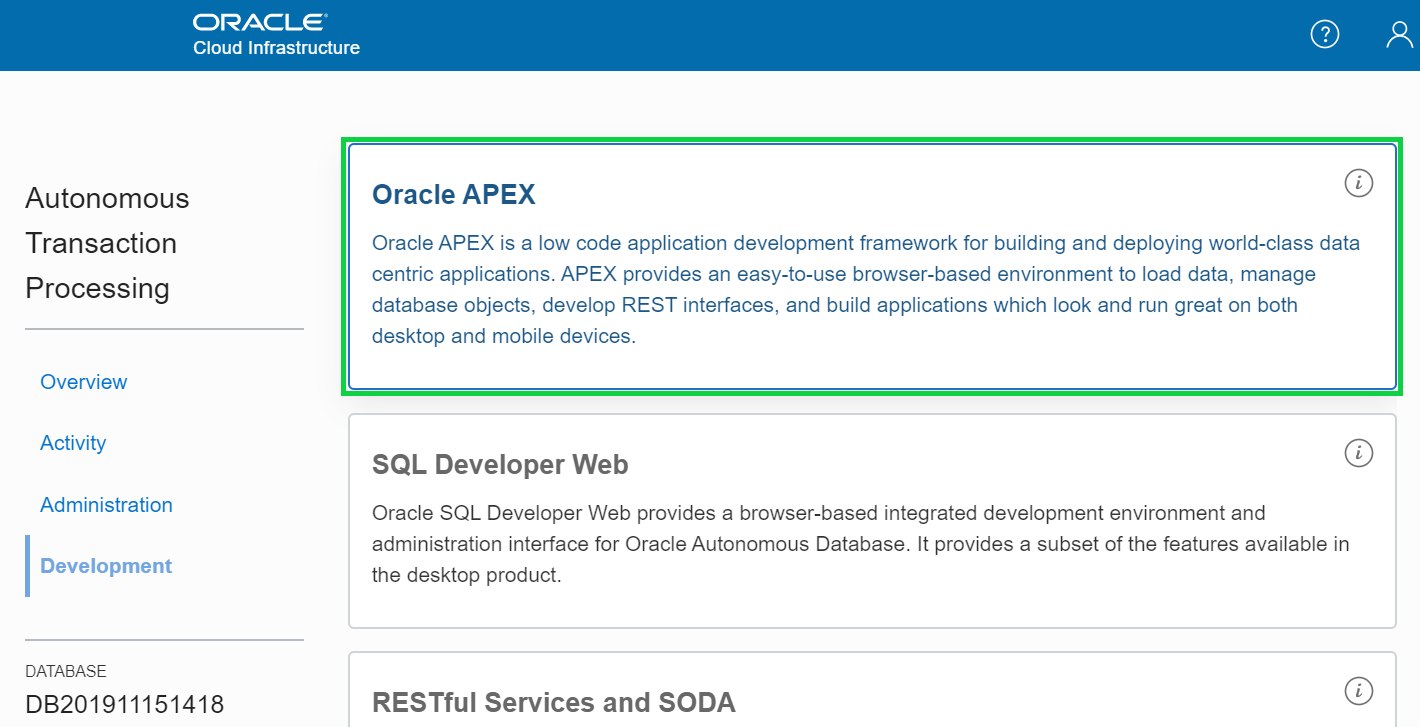 ORACLE®
Cloud Infrastructure
?
Autonomous
Transaction
Processing
Overview
Activity
Administration
Development
DATABASE
DB201911151418
Oracle APEX
i
Oracle APEX is a low code application development framework for building and deploying world-class data
centric applications. APEX provides an easy-to-use browser-based environment to load data, manage
database objects, develop REST interfaces, and build applications which look and run great on both
desktop and mobile devices.
SQL Developer Web
i
Oracle SQL Developer Web provides a browser-based integrated development environment and
administration interface for Oracle Autonomous Database. It provides a subset of the features available in
the desktop product.
RESTful Services and SODA
i